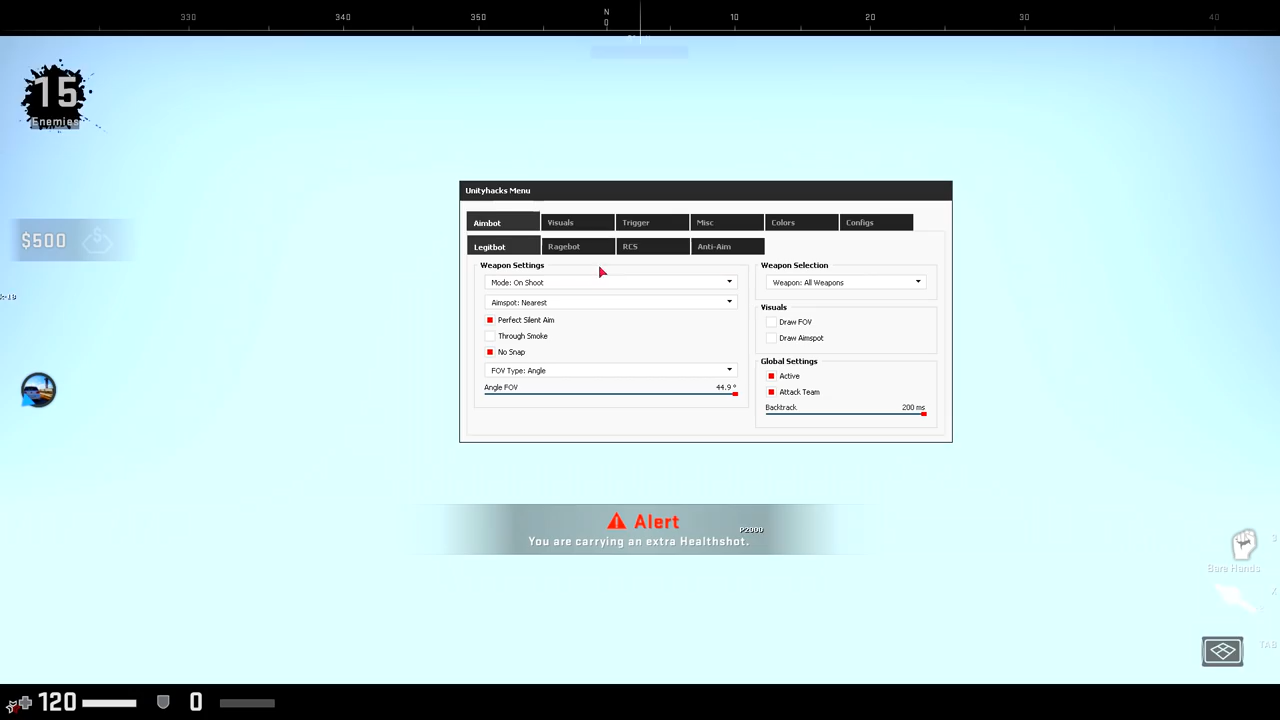 330 340 350 N 0 10 20 30 40
15
Enemies
$500
Unityhacks Menu
Aimbot Visuals Trigger Misc Colors Configs
Legitbot Ragebot RCS Anti-Aim
Weapon Settings
Mode: On Shoot
Aimspot: Nearest
Perfect Silent Aim
Through Smoke
No Snap
FOV Type: Angle
Angle FOV 44.9 °
Weapon Selection
Weapon: All Weapons
Visuals
Draw FOV
Draw Aimspot
Global Settings
Active
Attack Team
Backtrack 200 ms
Alert
P2000
You are carrying an extra Healthshot.
3
Bare Hands
X
TAB
120 0